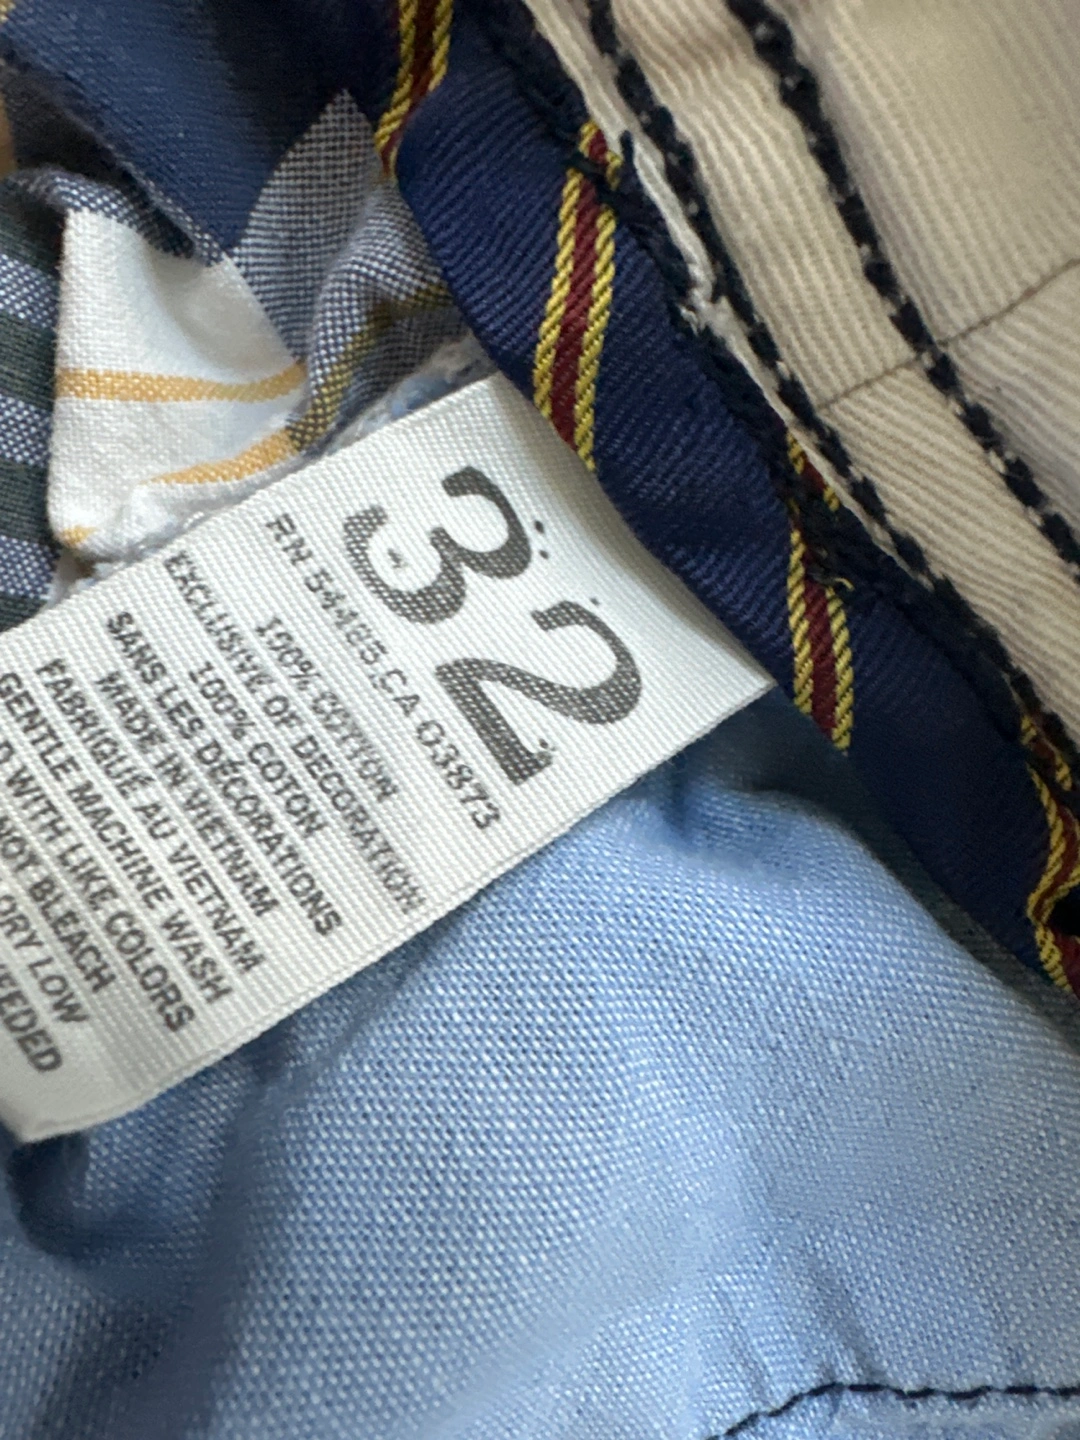 32
RN 54485 CA 03873
100% COTTON
EXCLUSIVE OF DECORATION
100% COTON
SANS LES DÉCORATIONS
MADE IN VIETNAM
FABRIQUÉ AU VIETNAM
GENTLE MACHINE WASH
WITH LIKE COLORS
NOT BLEACH
LOW